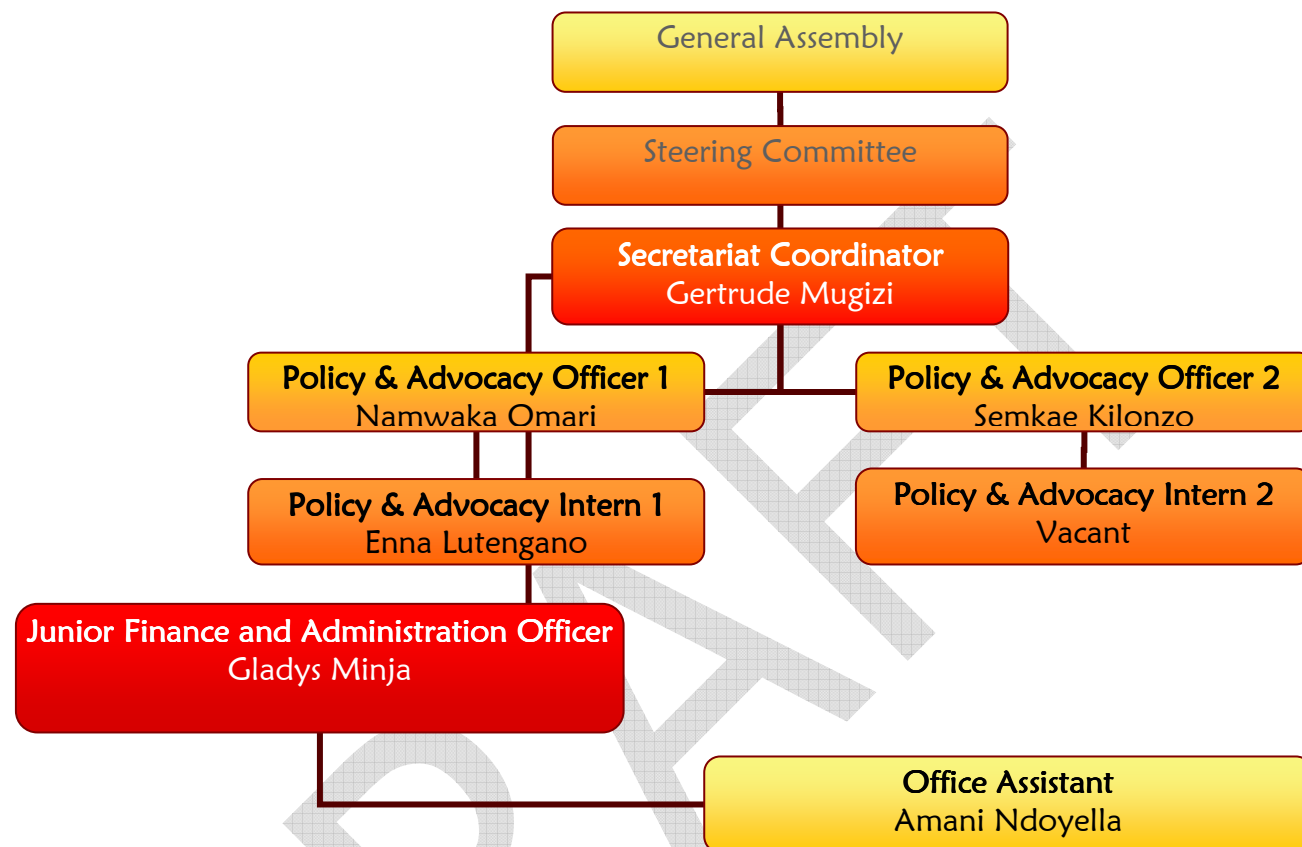 General Assembly
Steering Committee
Secretariat Coordinator
Gertrude Mugizi
Policy & Advocacy Officer 1
Namwaka Omari
Policy & Advocacy Officer 2
Semkae Kilonzo
Policy & Advocacy Intern 1
Enna Lutengano
Policy & Advocacy Intern 2
Vacant
Junior Finance and Administration Officer
Gladys Minja
Office Assistant
Amani Ndoyella
DRAFT